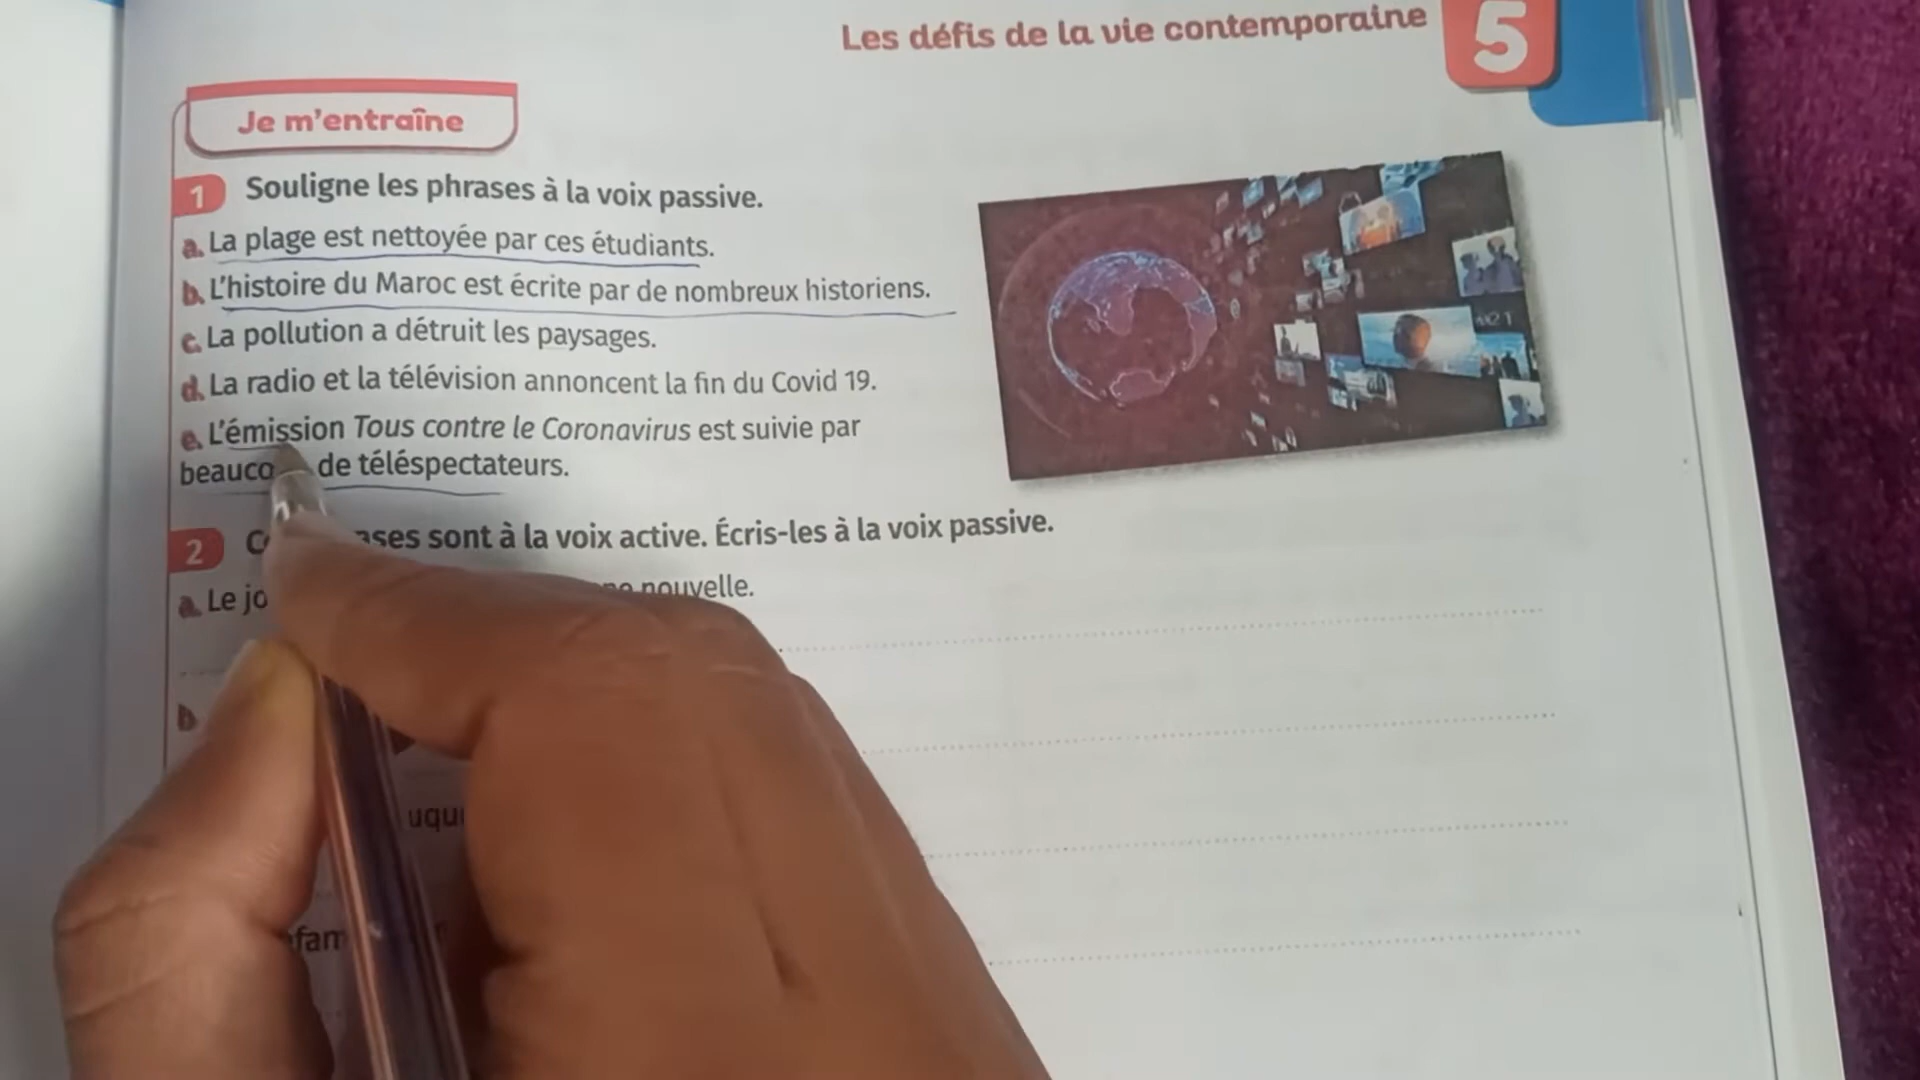 Les défis de la vie contemporaine 5
Je m'entraîne
1 Souligne les phrases à la voix passive.
a. La plage est nettoyée par ces étudiants.
b. L'histoire du Maroc est écrite par de nombreux historiens.
c. La pollution a détruit les paysages.
d. La radio et la télévision annoncent la fin du Covid 19.
e. L'émission Tous contre le Coronavirus est suivie par
de téléspectateurs.
2 sont à la voix active. Écris-les à la voix passive.
a. Le nouvelle.
b.